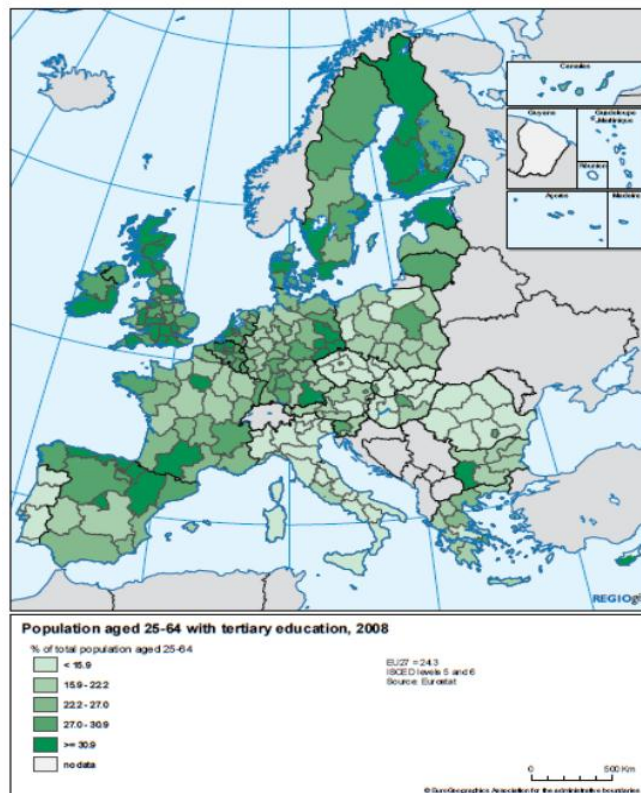 Canarias
Guyane
Guadeloupe
Martinique
Réunion
Açores
Madeira
REGIOgis
Population aged 25-64 with tertiary education, 2008
% of total population aged 25-64
< 15.9
15.9 - 22.2
22.2 - 27.0
27.0 - 30.9
>= 30.9
no data
EU27 = 24.3
ISCED levels 5 and 6
Source: Eurostat
0 500 Km
© EuroGeographics Association for the administrative boundaries